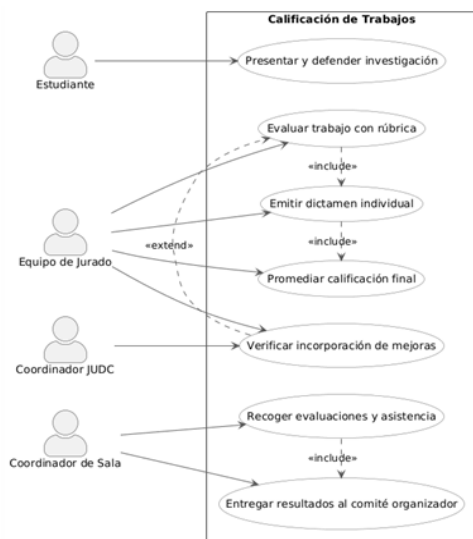 Calificación de Trabajos
Presentar y defender investigación
Estudiante
Evaluar trabajo con rúbrica
«include»
Emitir dictamen individual
«extend»
«include»
Equipo de Jurado
Promediar calificación final
Verificar incorporación de mejoras
Coordinador JUDC
Recoger evaluaciones y asistencia
Coordinador de Sala
«include»
Entregar resultados al comité organizador